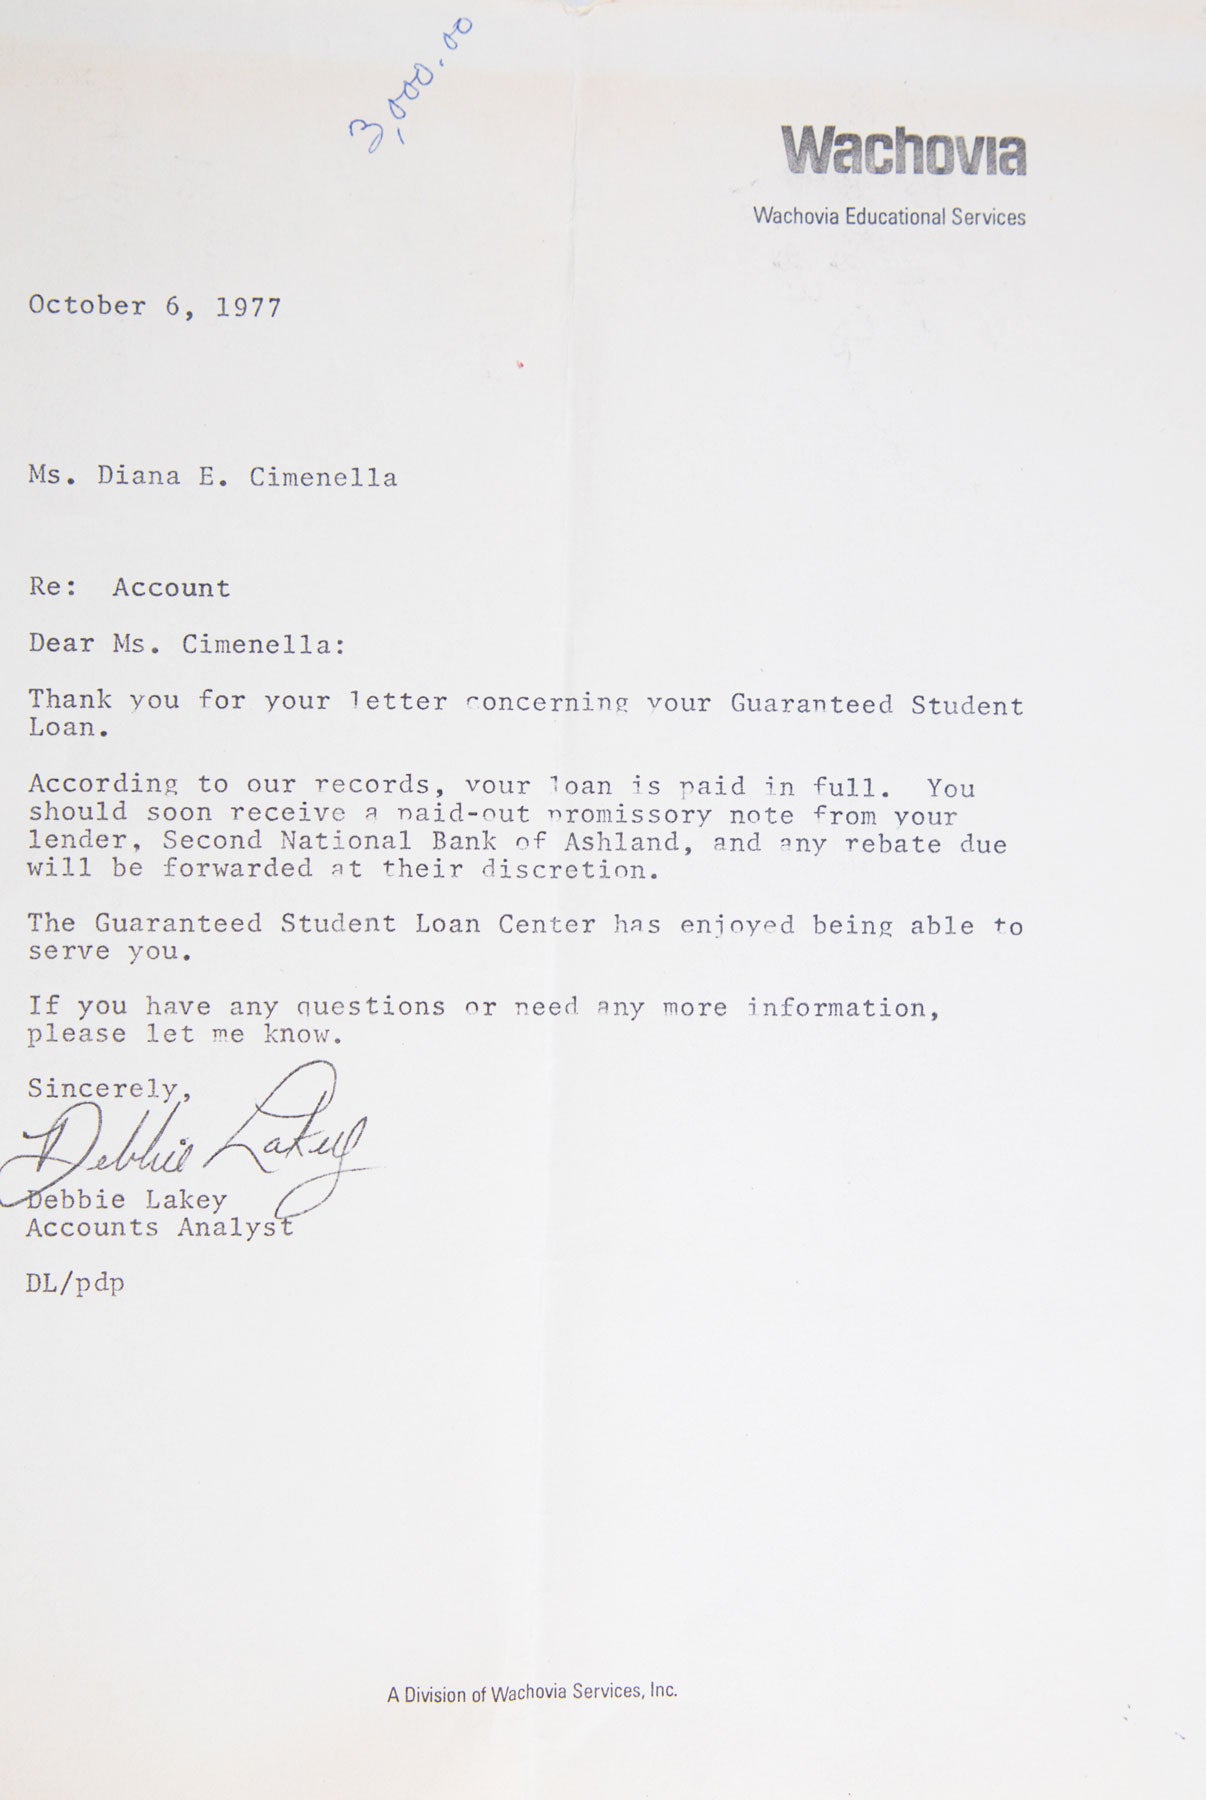 3,000.00
Wachovia
Wachovia Educational Services
October 6, 1977
Ms. Diana E. Cimenella
Re: Account
Dear Ms. Cimenella:
Thank you for your letter concerning your Guaranteed Student
Loan.
According to our records, your loan is paid in full. You
should soon receive a paid-out promissory note from your
lender, Second National Bank of Ashland, and any rebate due
will be forwarded at their discretion.
The Guaranteed Student Loan Center has enjoyed being able to
serve you.
If you have any questions or need any more information,
please let me know.
Sincerely,
Debbie Lakey
Debbie Lakey
Accounts Analyst
DL/pdp
A Division of Wachovia Services, Inc.